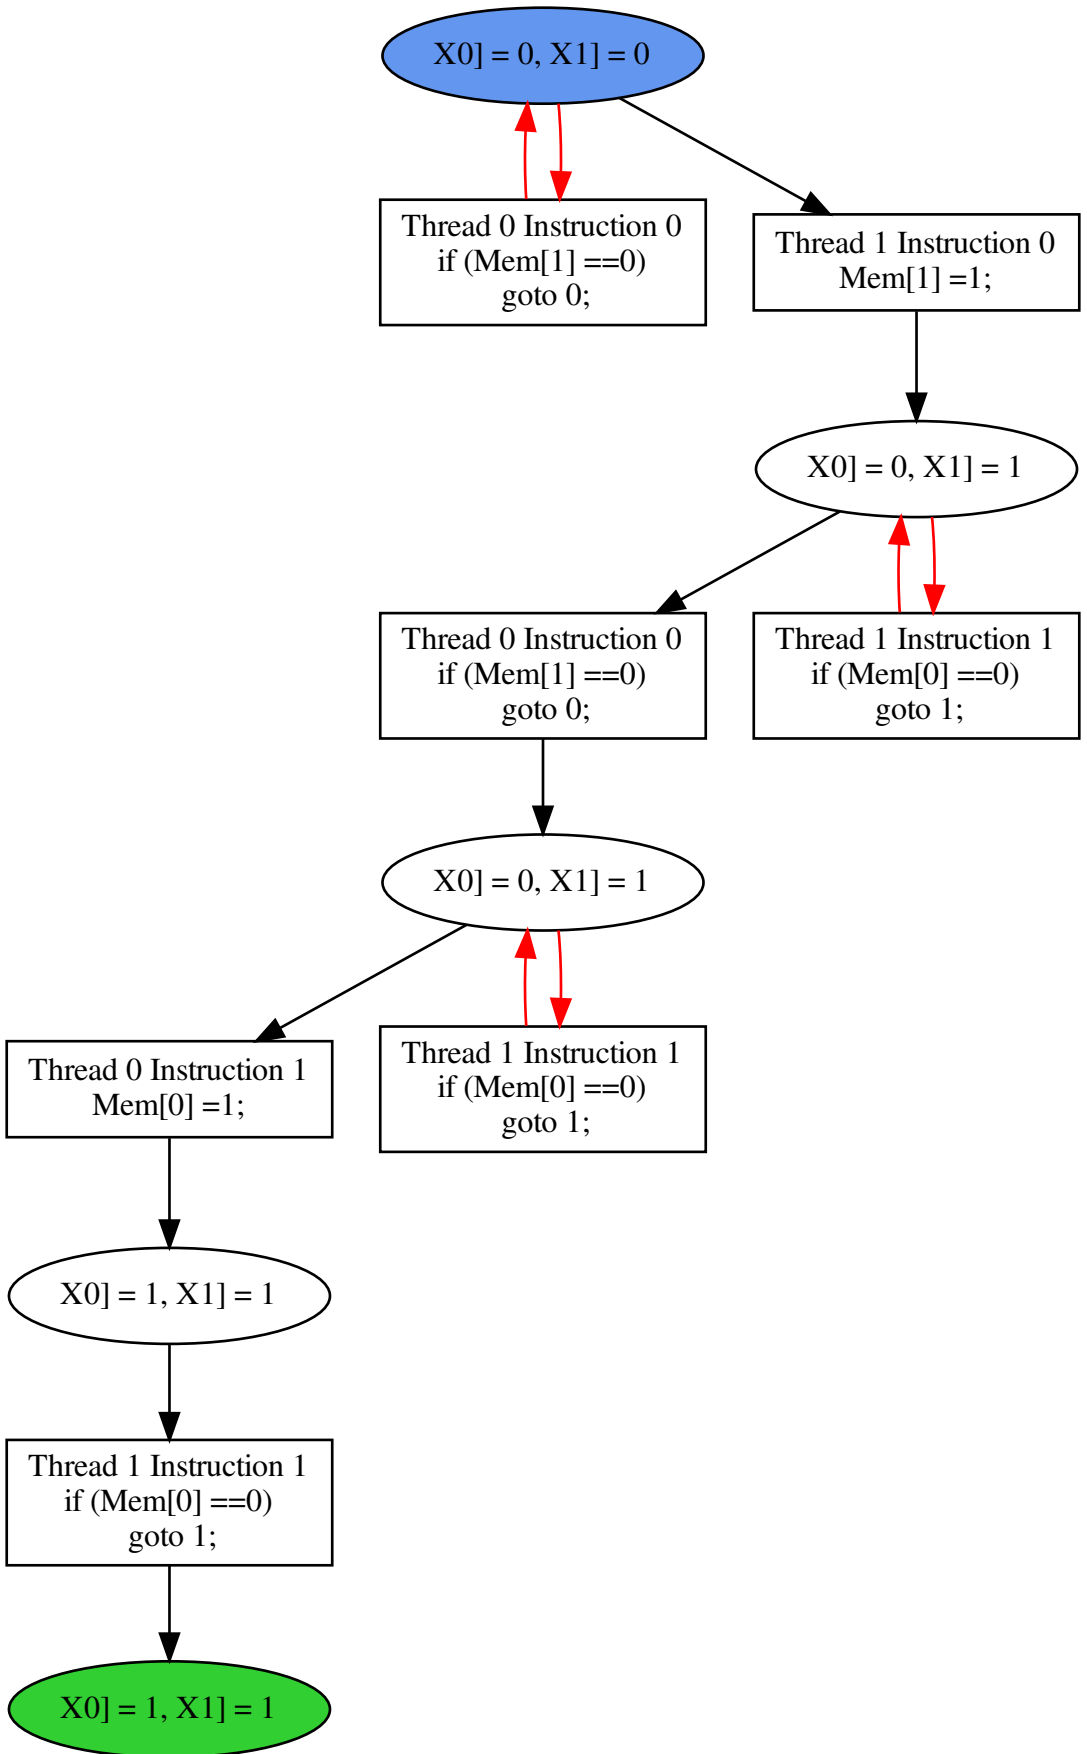 X0] = 0, X1] = 0
Thread 0 Instruction 0
if (Mem[1] ==0)
goto 0;
Thread 1 Instruction 0
Mem[1] =1;
X0] = 0, X1] = 1
Thread 0 Instruction 0
if (Mem[1] ==0)
goto 0;
Thread 1 Instruction 1
if (Mem[0] ==0)
goto 1;
X0] = 0, X1] = 1
Thread 0 Instruction 1
Mem[0] =1;
Thread 1 Instruction 1
if (Mem[0] ==0)
goto 1;
X0] = 1, X1] = 1
Thread 1 Instruction 1
if (Mem[0] ==0)
goto 1;
X0] = 1, X1] = 1